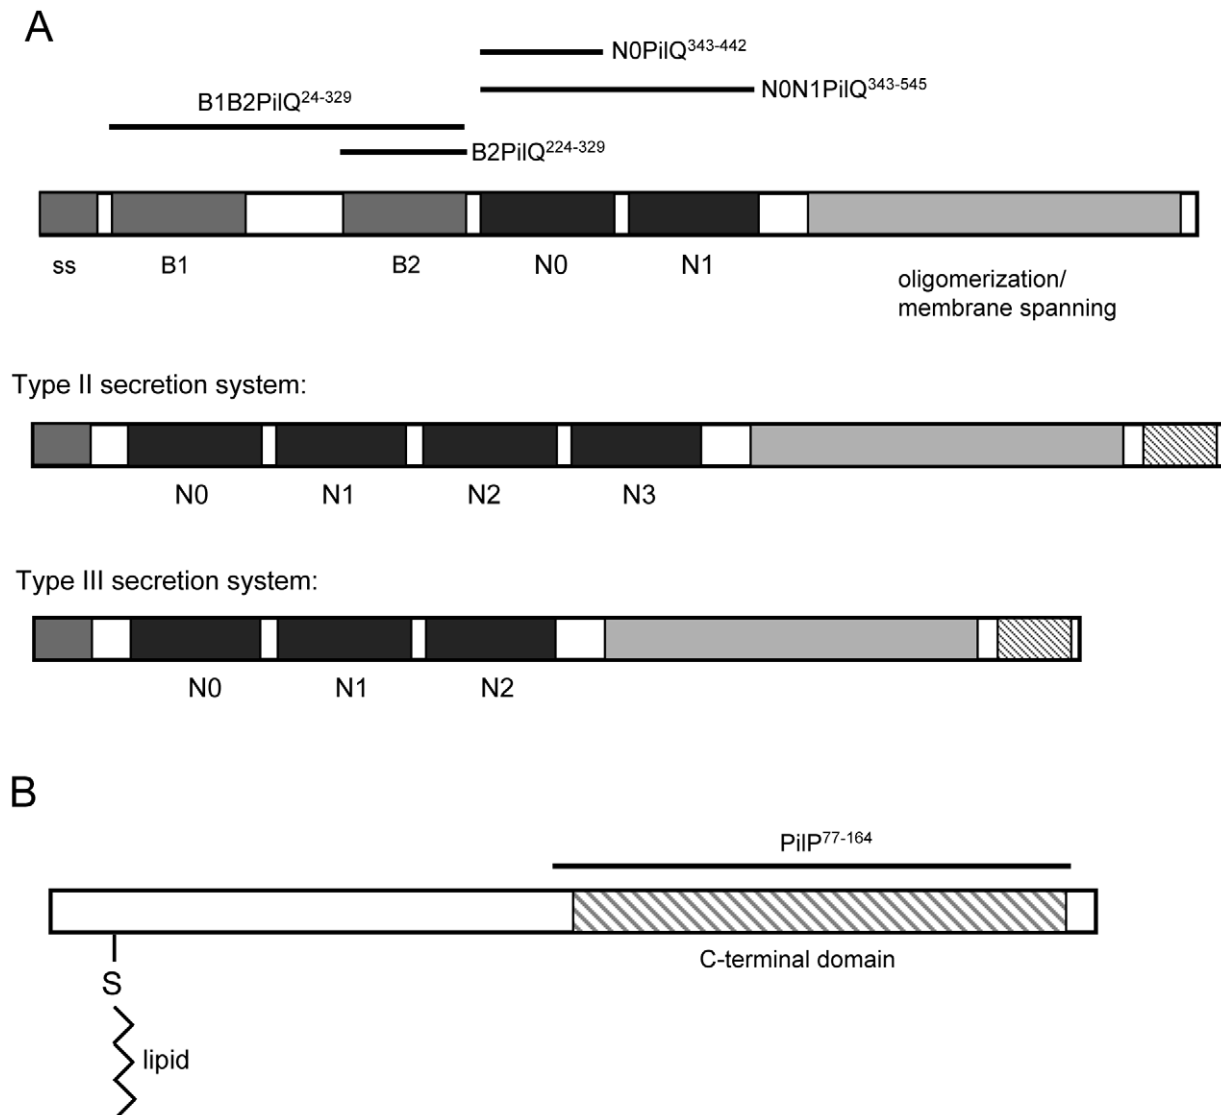 A
N0PilQ343-442
N0N1PilQ343-545
B1B2PilQ24-329
B2PilQ224-329
ss B1 B2 N0 N1
oligomerization/
membrane spanning
Type II secretion system:
N0 N1 N2 N3
Type III secretion system:
N0 N1 N2
B
PilP77-164
C-terminal domain
S
lipid